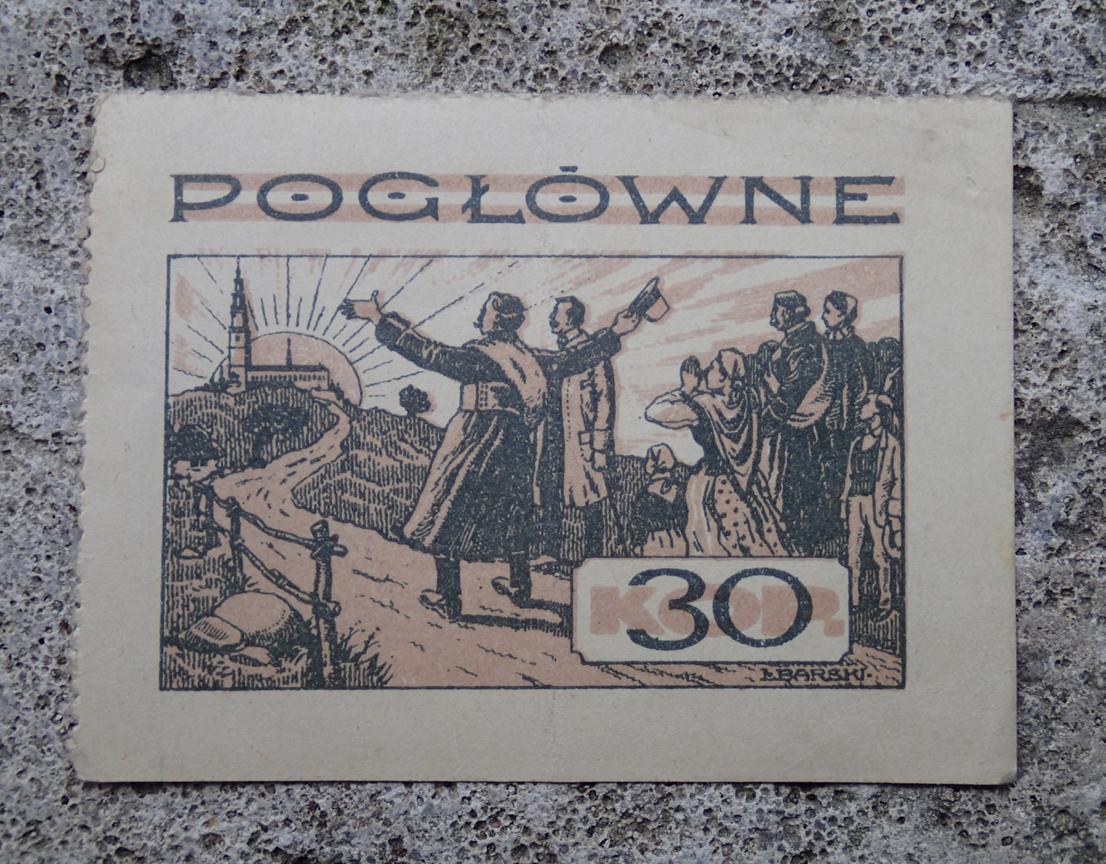 POGŁÓWNE
30
KOR.
L.BARSKI.